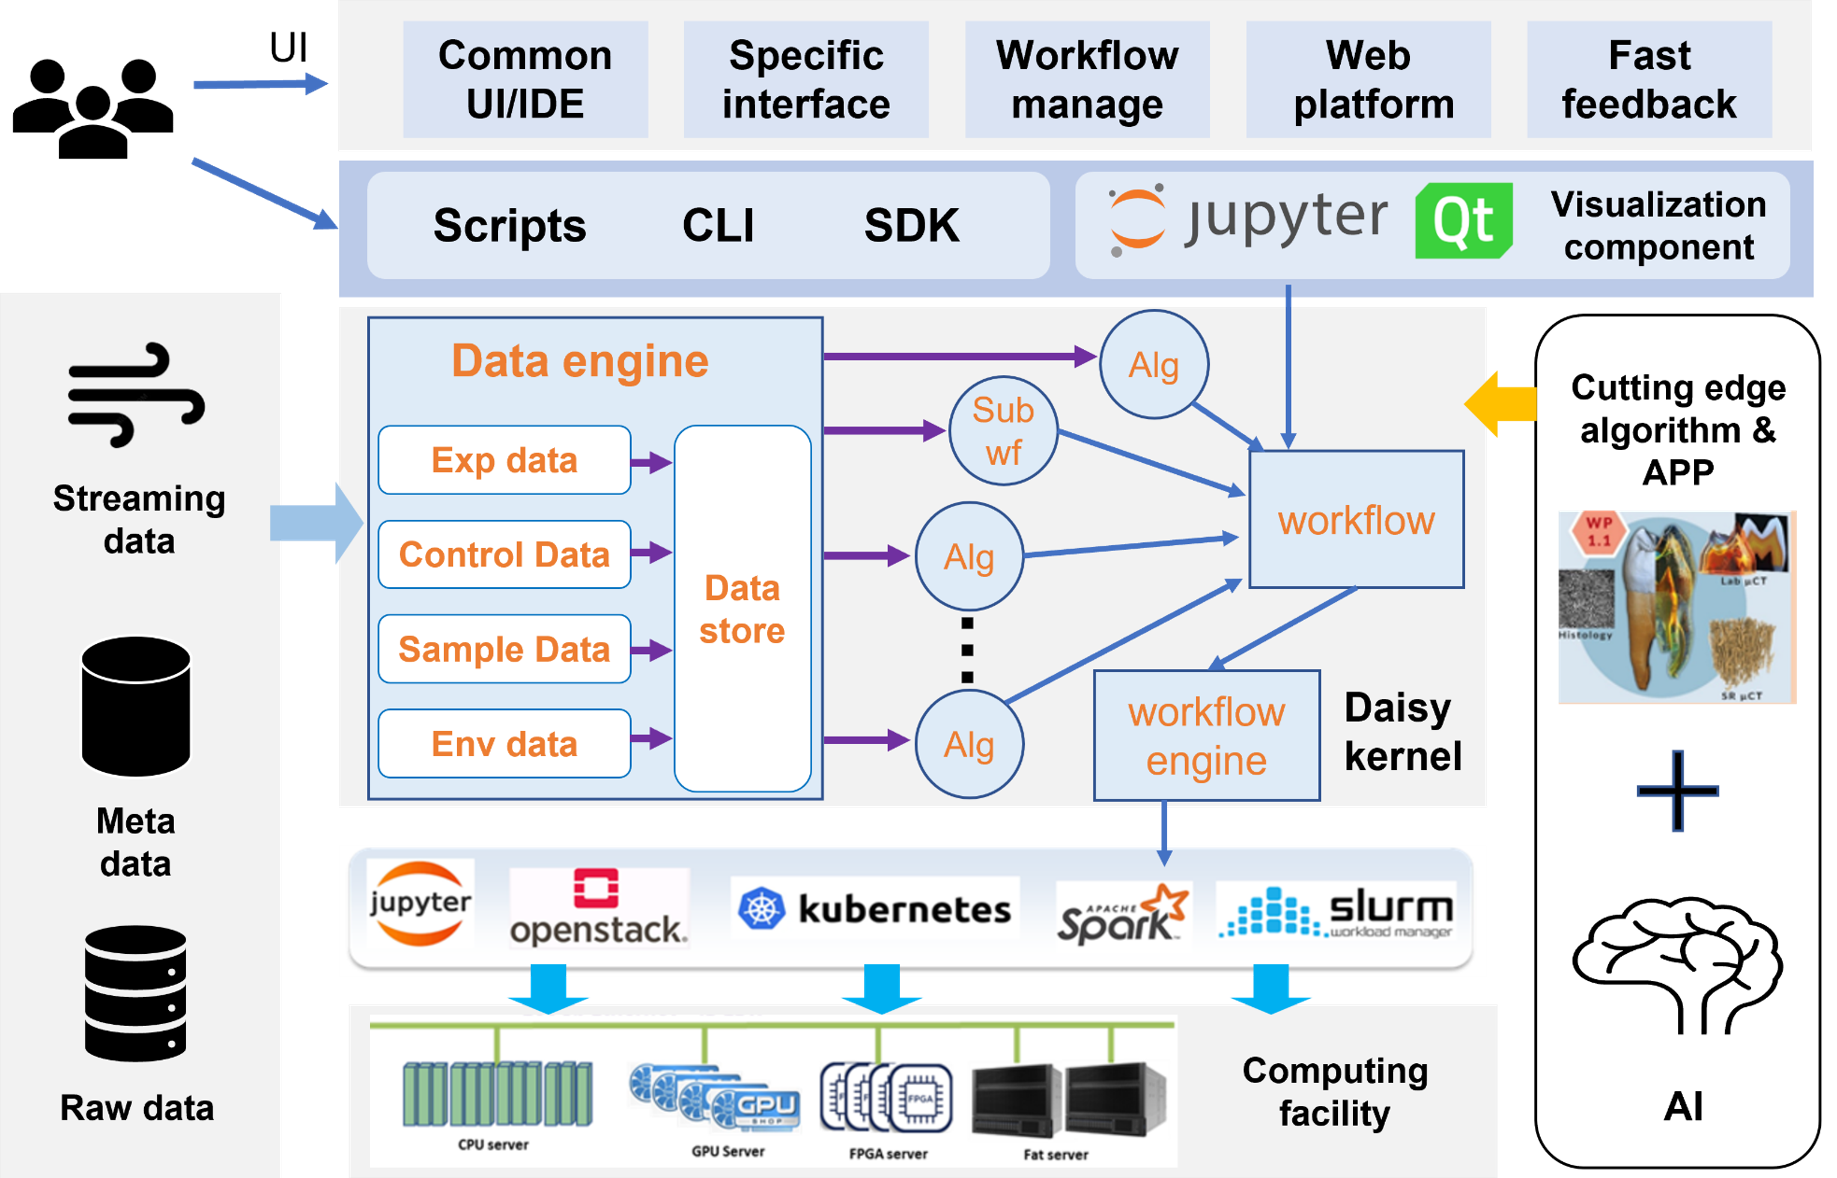 UI
Common
UI/IDE
Specific
interface
Workflow
manage
Web
platform
Fast
feedback
Scripts
CLI
SDK
jupyter
Qt
Visualization
component
Streaming
data
Meta
data
Raw data
Data engine
Exp data
Control Data
Sample Data
Env data
Data
store
Alg
Sub
wf
Alg
Alg
workflow
workflow
engine
Daisy
kernel
Cutting edge
algorithm &
APP
WP
1.1
Lab µCT
Histology
SR µCT
AI
jupyter
openstack.
kubernetes
APACHE
Spark™
slurm
workload manager
CPU server
GPU
SHOP
GPU Server
FPGA
FPGA server
Fat server
Computing
facility